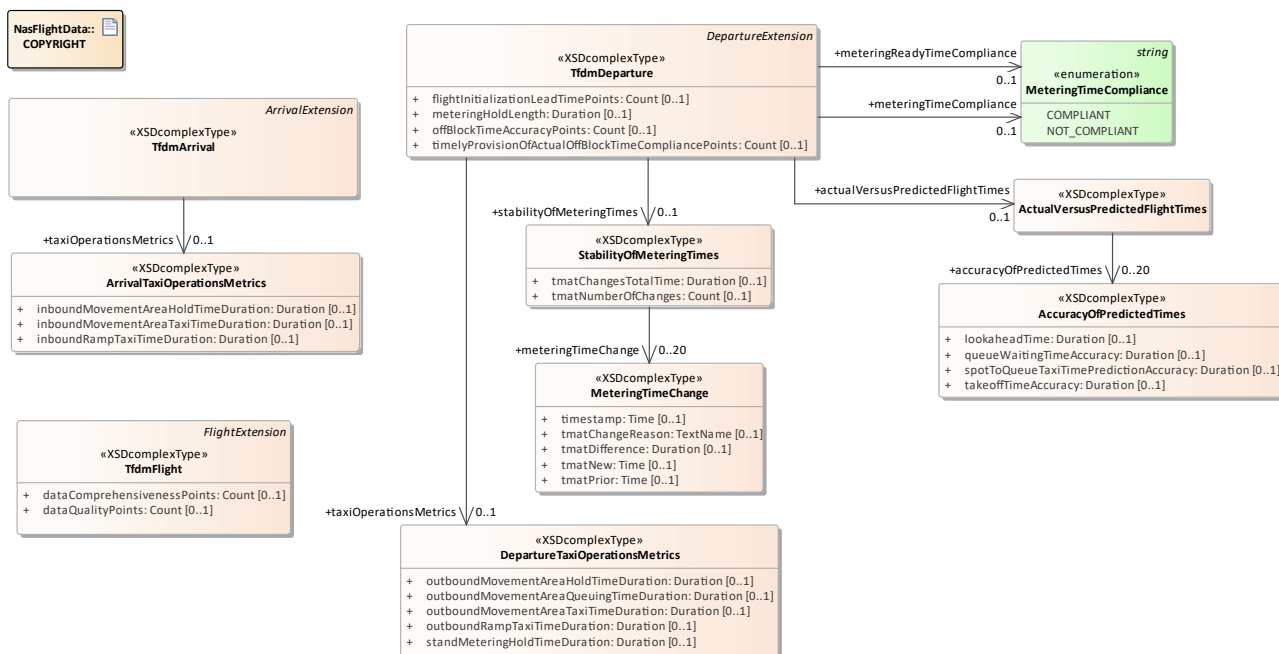 NasFlightData::
COPYRIGHT
ArrivalExtension
«XSDcomplexType»
TfdmArrival
+taxiOperationsMetrics
0..1
«XSDcomplexType»
ArrivalTaxiOperationsMetrics
+ inboundMovementAreaHoldTimeDuration: Duration [0..1]
+ inboundMovementAreaTaxiTimeDuration: Duration [0..1]
+ inboundRampTaxiTimeDuration: Duration [0..1]
FlightExtension
«XSDcomplexType»
TfdmFlight
+ dataComprehensivenessPoints: Count [0..1]
+ dataQualityPoints: Count [0..1]
DepartureExtension
«XSDcomplexType»
TfdmDeparture
+ flightInitializationLeadTimePoints: Count [0..1]
+ meteringHoldLength: Duration [0..1]
+ offBlockTimeAccuracyPoints: Count [0..1]
+ timelyProvisionOfActualOffBlockTimeCompliancePoints: Count [0..1]
+meteringReadyTimeCompliance
0..1
+meteringTimeCompliance
0..1
string
«enumeration»
MeteringTimeCompliance
COMPLIANT
NOT_COMPLIANT
+actualVersusPredictedFlightTimes
0..1
«XSDcomplexType»
ActualVersusPredictedFlightTimes
+accuracyOfPredictedTimes
0..20
«XSDcomplexType»
AccuracyOfPredictedTimes
+ lookaheadTime: Duration [0..1]
+ queueWaitingTimeAccuracy: Duration [0..1]
+ spotToQueueTaxiTimePredictionAccuracy: Duration [0..1]
+ takeoffTimeAccuracy: Duration [0..1]
+stabilityOfMeteringTimes
0..1
«XSDcomplexType»
StabilityOfMeteringTimes
+ tmatChangesTotalTime: Duration [0..1]
+ tmatNumberOfChanges: Count [0..1]
+meteringTimeChange
0..20
«XSDcomplexType»
MeteringTimeChange
+ timestamp: Time [0..1]
+ tmatChangeReason: TextName [0..1]
+ tmatDifference: Duration [0..1]
+ tmatNew: Time [0..1]
+ tmatPrior: Time [0..1]
+taxiOperationsMetrics
0..1
«XSDcomplexType»
DepartureTaxiOperationsMetrics
+ outboundMovementAreaHoldTimeDuration: Duration [0..1]
+ outboundMovementAreaQueuingTimeDuration: Duration [0..1]
+ outboundMovementAreaTaxiTimeDuration: Duration [0..1]
+ outboundRampTaxiTimeDuration: Duration [0..1]
+ standMeteringHoldTimeDuration: Duration [0..1]